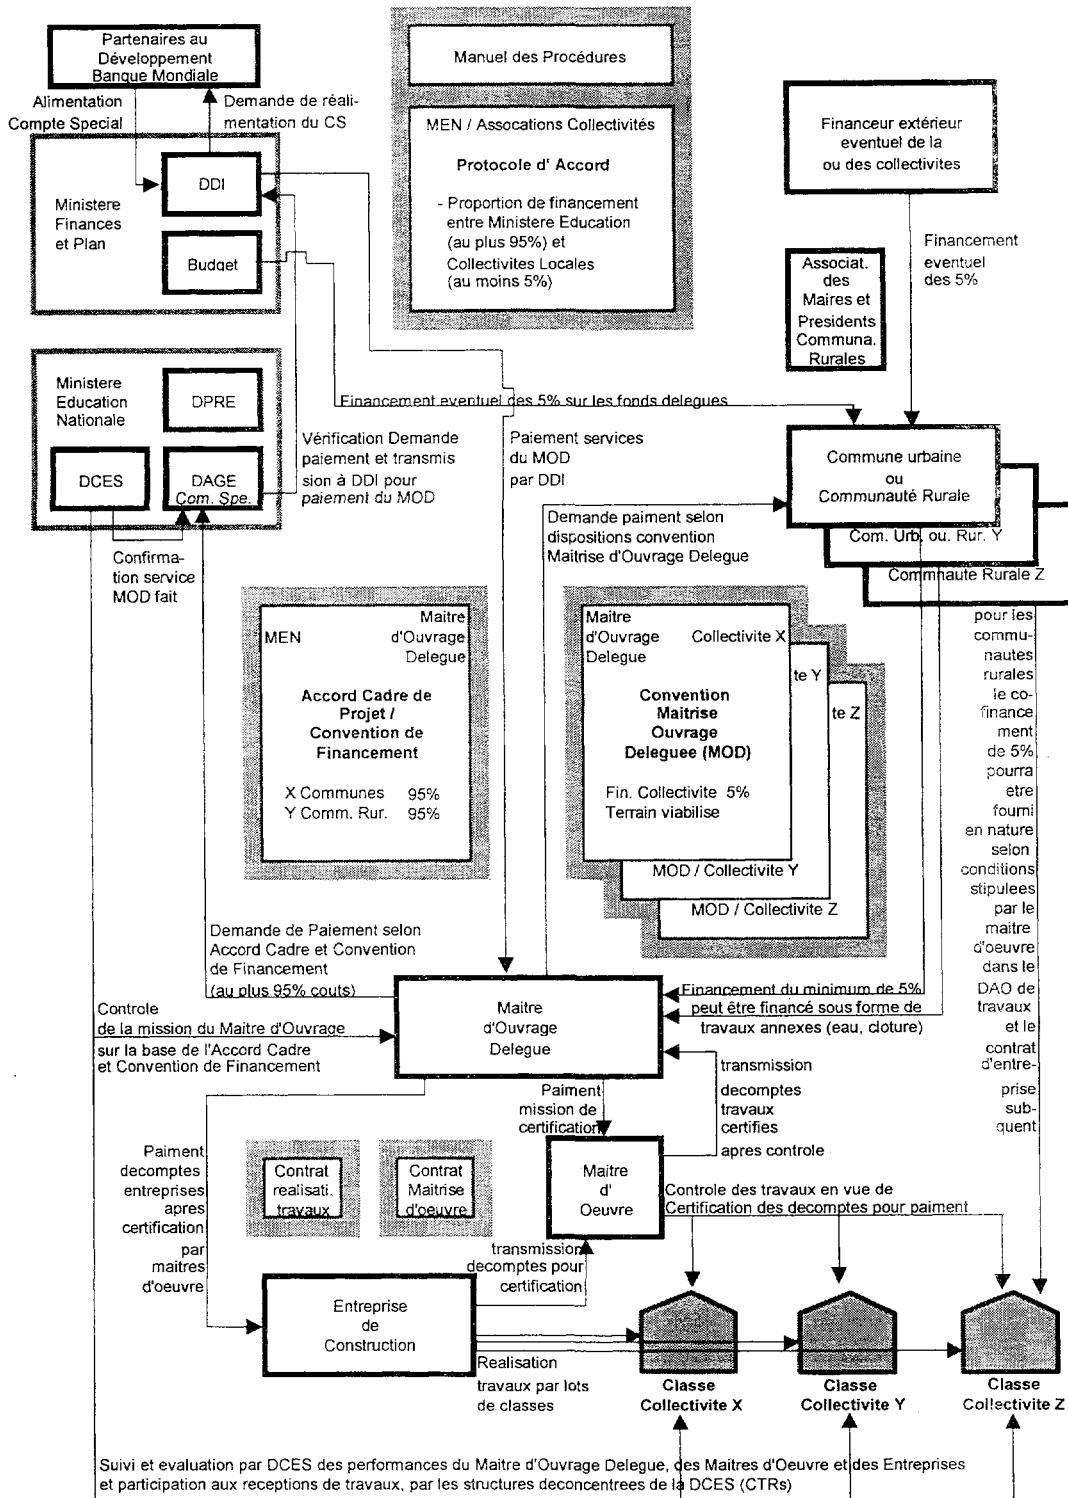 Partenaires au
Développement
Banque Mondiale
Alimentation
Compte Special
Demande de réali-
mentation du CS
Ministere
Finances
et Plan
DDI
Budget
Manuel des Procédures
MEN / Assocations Collectivités
Protocole d' Accord
- Proportion de financement
entre Ministere Education
(au plus 95%) et
Collectivites Locales
(au moins 5%)
Financeur extérieur
eventuel de la
ou des collectivites
Financement
eventuel
des 5%
Associat.
des
Maires et
Presidents
Communa.
Rurales
Ministere
Education
Nationale
DPRE
DCES
DAGE
Com. Spe.
Financement eventuel des 5% sur les fonds delegues
Vérification Demande
paiement et transmis
sion à DDI pour
paiement du MOD
Paiement services
du MOD
par DDI
Commune urbaine
ou
Communauté Rurale
Com. Urb. ou. Rur. Y
Commnaute Rurale Z
Confirma-
tation service
MOD fait
Demande paiment selon
dispositions convention
Maitrise d'Ouvrage Delegue
MEN
Maitre
d'Ouvrage
Delegue
Accord Cadre de
Projet /
Convention de
Financement
X Communes 95%
Y Comm. Rur. 95%
Maitre
d'Ouvrage
Delegue
Collectivite X
Convention
Maitrise
Ouvrage
Deleguee (MOD)
Fin. Collectivite 5%
Terrain viabilise
te Y
te Z
MOD / Collectivite Y
MOD / Collectivite Z
pour les
commu-
nautes
rurales
le co-
finance
ment
de 5%
pourra
etre
fourni
en nature
selon
conditions
stipulees
par le
maitre
d'oeuvre
dans le
DAO de
travaux
et le
contrat
d'entre-
prise
sub-
quent
Demande de Paiement selon
Accord Cadre et Convention
de Financement
(au plus 95% couts)
Controle
de la mission du Maitre d'Ouvrage
sur la base de l'Accord Cadre
et Convention de Financement
Maitre
d'Ouvrage
Delegue
Financement du minimum de 5%
peut être financé sous forme de
travaux annexes (eau, cloture)
Paiment
mission de
certification
transmission
decomptes
travaux
certifies
apres controle
Paiment
decomptes
entreprises
apres
certification
par
maitres
d'oeuvre
Contrat
realisati.
travaux
Contrat
Maitrise
d'oeuvre
Maitre
d'
Oeuvre
Controle des travaux en vue de
Certification des decomptes pour paiment
transmission
decomptes pour
certification
Entreprise
de
Construction
Realisation
travaux par lots
de classes
Classe
Collectivite X
Classe
Collectivite Y
Classe
Collectivite Z
Suivi et evaluation par DCES des performances du Maitre d'Ouvrage Delegue, des Maitres d'Oeuvre et des Entreprises
et participation aux receptions de travaux, par les structures deconcentrees de la DCES (CTRs)